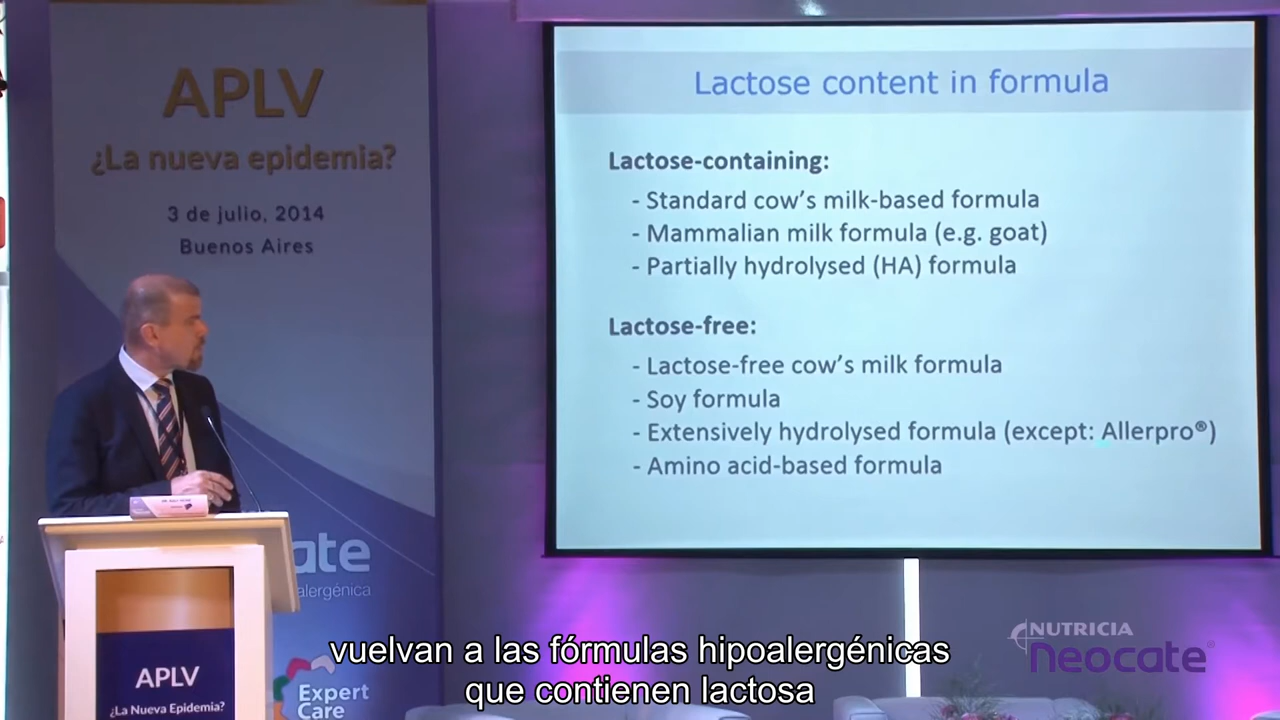 APLV
¿La nueva epidemia?
3 de julio, 2014
Buenos Aires
Lactose content in formula
Lactose-containing:
- Standard cow's milk-based formula
- Mammalian milk formula (e.g. goat)
- Partially hydrolysed (HA) formula
Lactose-free:
- Lactose-free cow's milk formula
- Soy formula
- Extensively hydrolysed formula (except: Allerpro®)
- Amino acid-based formula
ate
alergénica
Expert
Care
APLV
¿La Nueva Epidemia?
NUTRICIA
neocate®
vuelvan a las fórmulas hipoalergénicas
que contienen lactosa